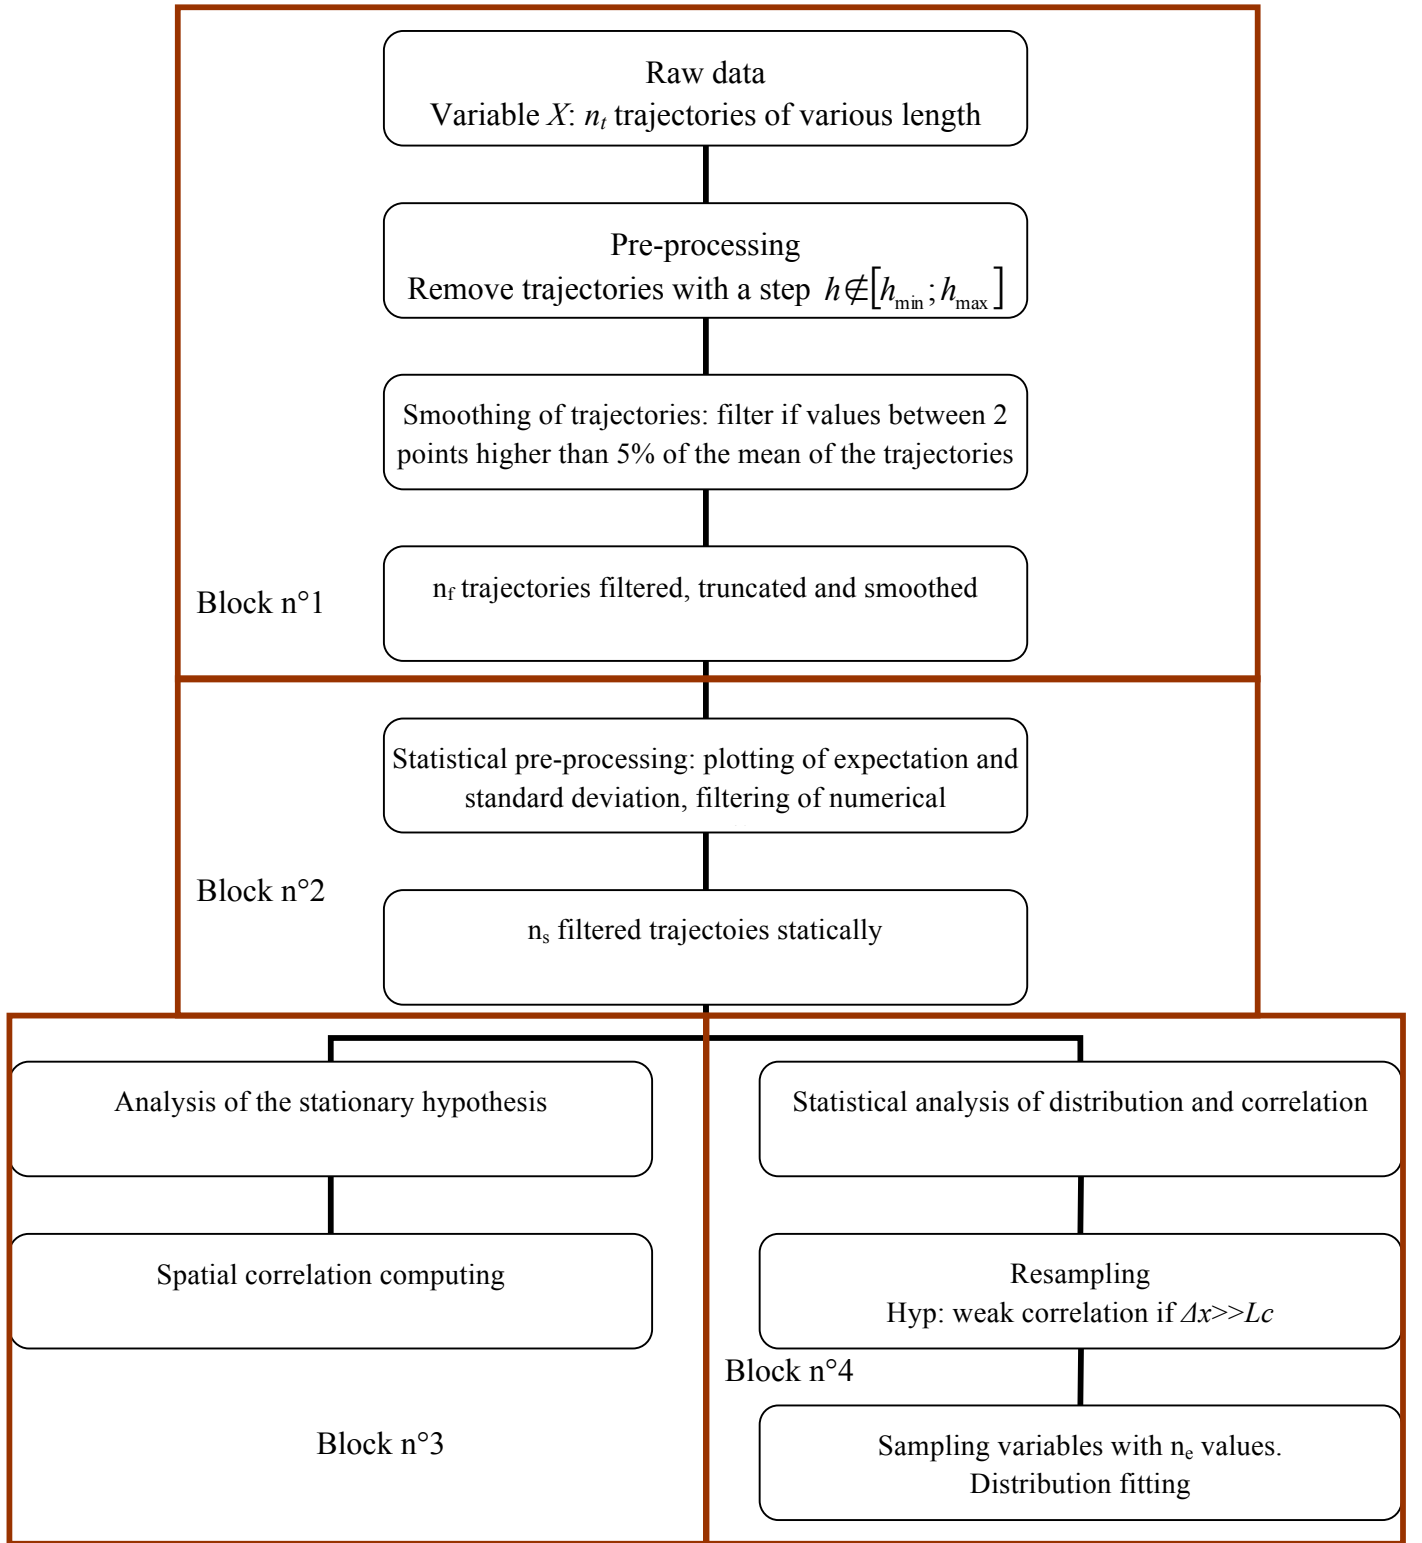 Raw data
Variable X: nt trajectories of various length
Pre-processing
Remove trajectories with a step h∉[hmin; hmax]
Smoothing of trajectories: filter if values between 2
points higher than 5% of the mean of the trajectories
nf trajectories filtered, truncated and smoothed
Block n°1
Statistical pre-processing: plotting of expectation and
standard deviation, filtering of numerical
Block n°2
ns filtered trajectoies statically
Analysis of the stationary hypothesis
Spatial correlation computing
Block n°3
Statistical analysis of distribution and correlation
Resampling
Hyp: weak correlation if Δx>>Lc
Block n°4
Sampling variables with ne values.
Distribution fitting